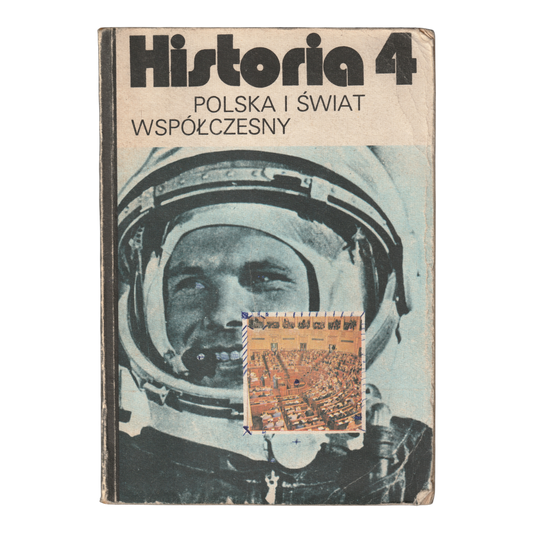 Historia 4
POLSKA I ŚWIAT
WSPÓŁCZESNY